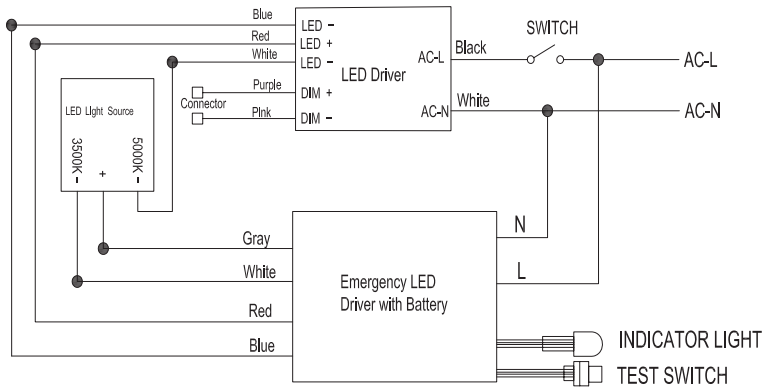 Blue
LED –
SWITCH
Red
LED +
White
LED –
AC-L
Black
AC-L
LED Driver
Purple
DIM +
Connector
White
AC-N
AC-N
PInk
DIM –
LED LIght Source
3500K -
+
5000K -
Gray
N
White
Emergency LED
Driver with Battery
L
Red
INDICATOR LIGHT
Blue
TEST SWITCH